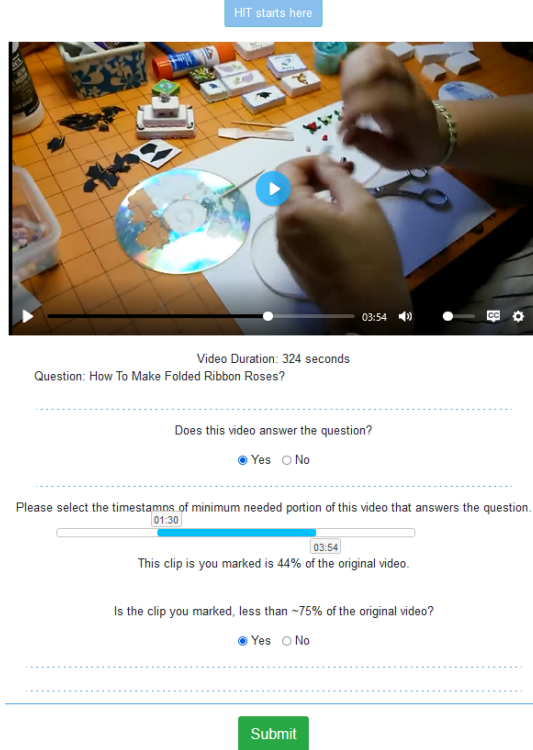 HIT starts here
03:54
CC
Video Duration: 324 seconds
Question: How To Make Folded Ribbon Roses?
Does this video answer the question?
Yes No
Please select the timestamps of minimum needed portion of this video that answers the question.
01:30
03:54
This clip is you marked is 44% of the original video.
Is the clip you marked, less than ~75% of the original video?
Yes No
Submit